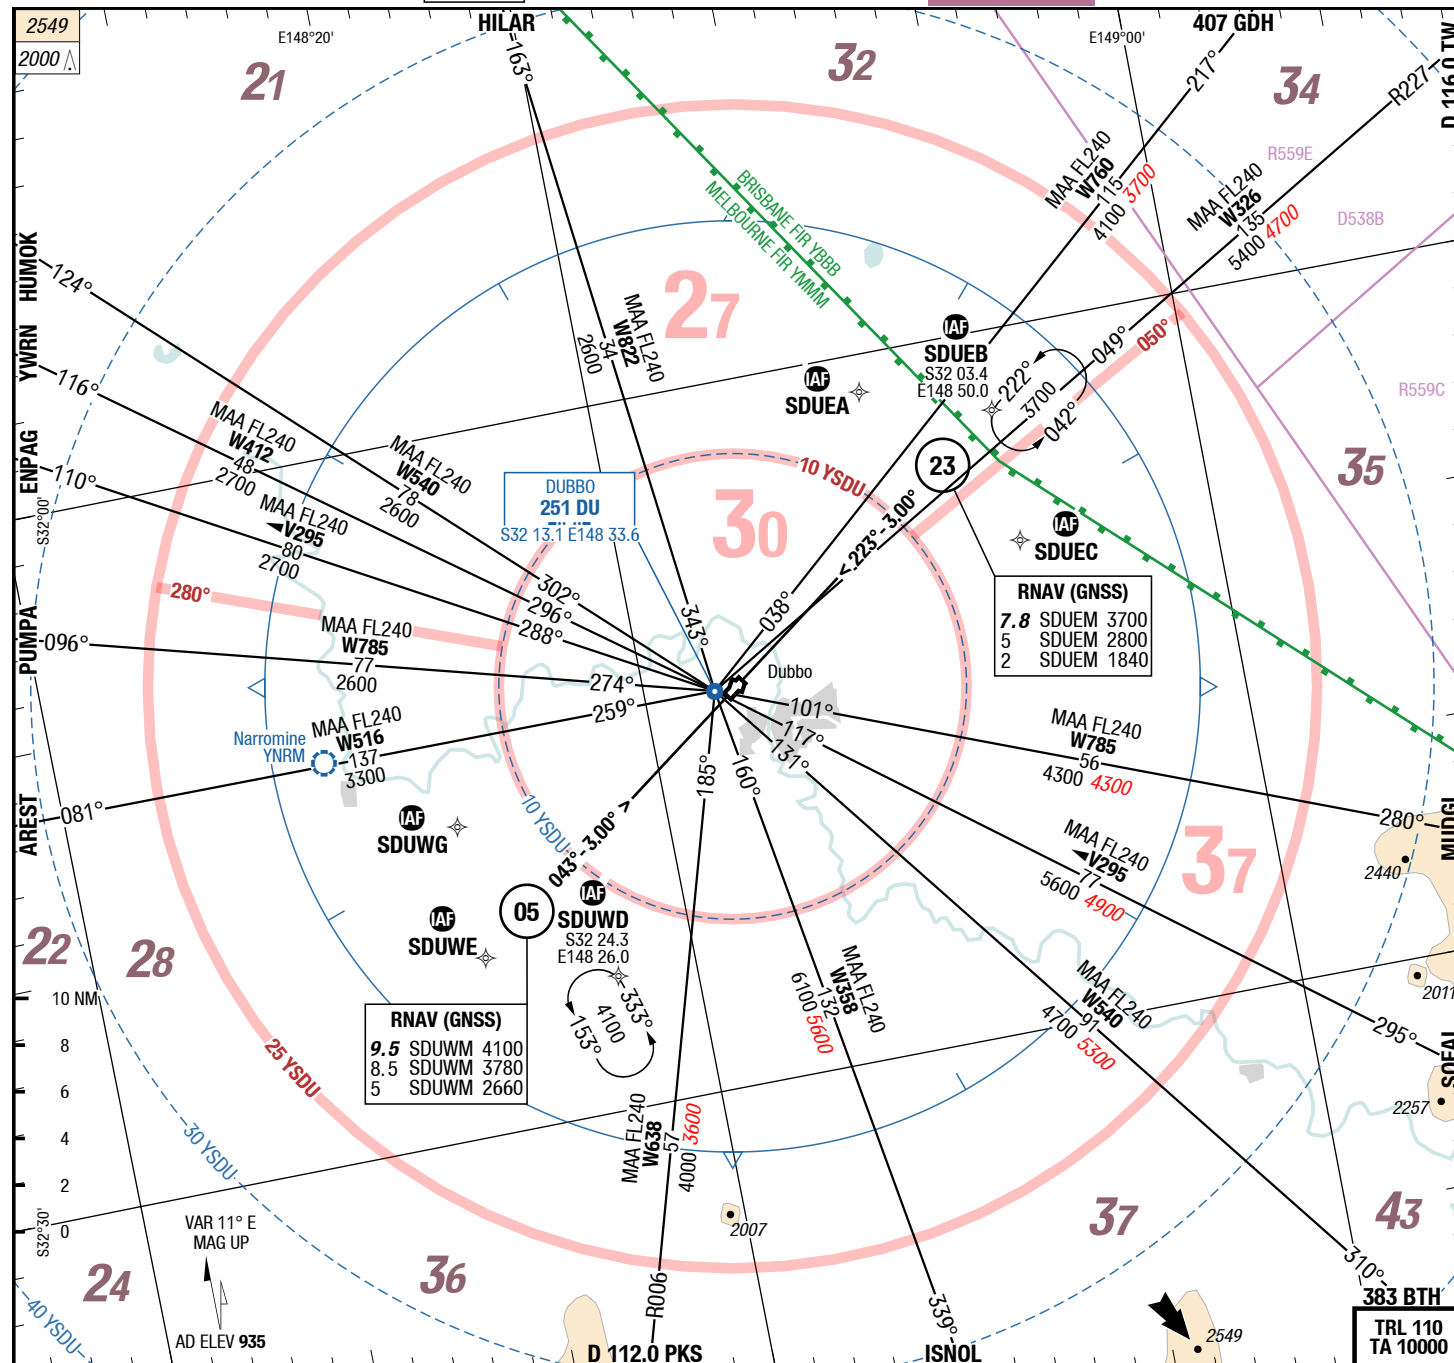 2549
2000
HILAR
407 GDH
E148°20'
E149°00'
163°
217°
R227
D 116.0 TW
21
32
34
R559E
D538B
R559C
35
BRISBANE FIR YBBB
MELBOURNE FIR YMMM
MAA FL240
W760
115
4100 3700
MAA FL240
W326
135
5400 4700
HUMOK
124°
YWRN
116°
ENPAG
110°
S32°00'
PUMPA
096°
AREST
081°
MAA FL240
W822
34
2600
27
IAF
SDUEB
S32 03.4
E148 50.0
IAF
SDUEA
222°
3700
042°
049°
050°
MAA FL240
W412
48
2700
MAA FL240
W540
78
2600
MAA FL240
V295
80
2700
DUBBO
251 DU
S32 13.1 E148 33.6
10 YSDU
30
23
< 223° - 3.00°
IAF
SDUEC
RNAV (GNSS)
7.8 SDUEM 3700
5 SDUEM 2800
2 SDUEM 1840
280°
302°
296°
288°
343°
038°
MAA FL240
W785
77
2600
274°
259°
Dubbo
101°
117°
131°
160°
185°
Narromine
YNRM
MAA FL240
W516
137
3300
MAA FL240
W785
56
4300 4300
280°
MIDGI
2440
37
MAA FL240
V295
77
5600 4900
IAF
SDUWG
10 YSDU
043° - 3.00° >
05
IAF
SDUWD
S32 24.3
E148 26.0
IAF
SDUWE
22
28
333°
4100
153°
RNAV (GNSS)
9.5 SDUWM 4100
8.5 SDUWM 3780
5 SDUWM 2660
MAA FL240
W358
132
6100 5600
MAA FL240
W540
91
4700 5300
2011
295°
2257
10 NM
8
6
4
2
0
25 YSDU
30 YSDU
40 YSDU
S32°30'
MAA FL240
W638
57
4000 3600
2007
37
43
36
24
VAR 11° E
MAG UP
AD ELEV 935
R006
D 112.0 PKS
339°
ISNOL
2549
310°
383 BTH
TRL 110
TA 10000